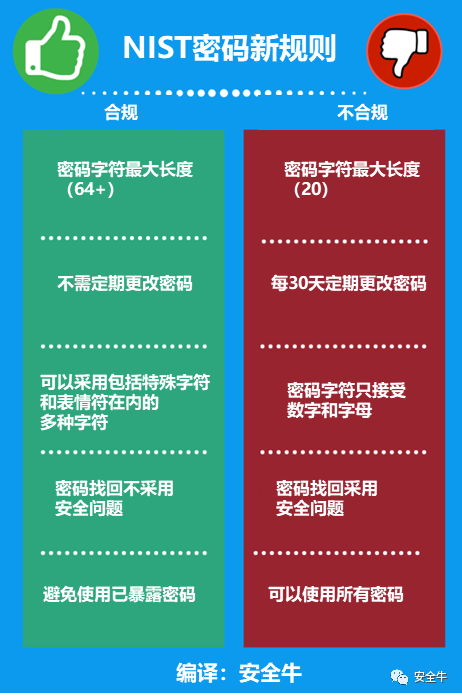 NIST密码新规则
合规
不合规
密码字符最大长度
（64+）
密码字符最大长度
（20）
不需定期更改密码
每30天定期更改密码
可以采用包括特殊字符
和表情符在内的
多种字符
密码字符只接受
数字和字母
密码找回不采用
安全问题
密码找回采用
安全问题
避免使用已暴露密码
可以使用所有密码
编译：安全牛
安全牛